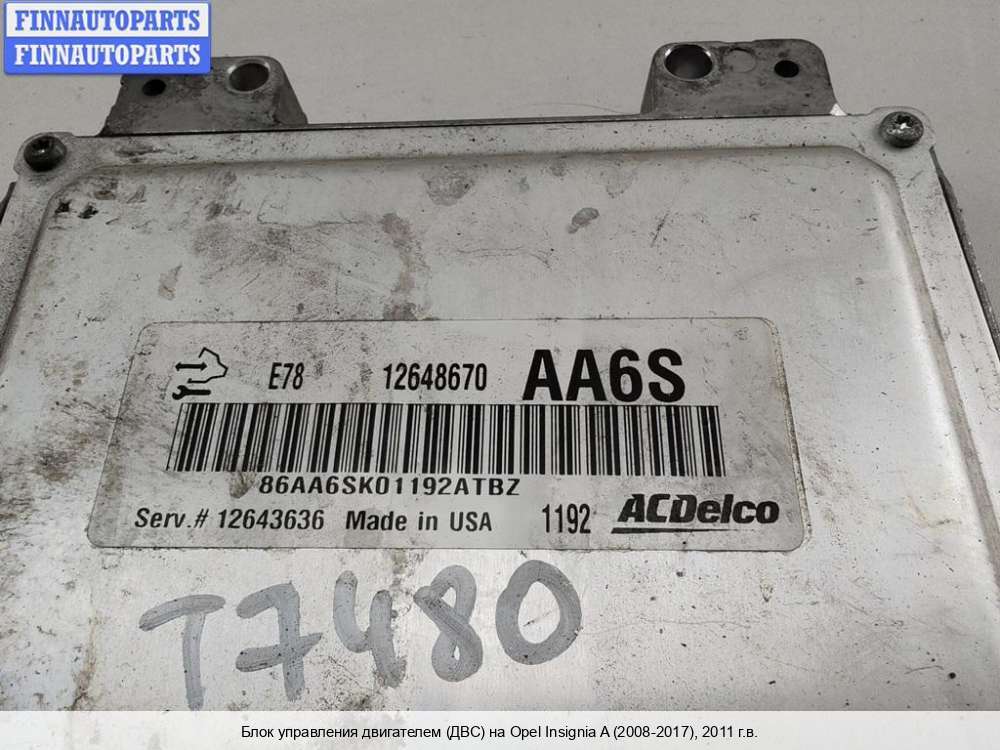 FINNAUTOPARTS
FINNAUTOPARTS
E78 12648670 AA6S
86AA6SK01192ATBZ
Serv.# 12643636 Made in USA 1192 ACDelco
T7480
Блок управления двигателем (ДВС) на Opel Insignia A (2008-2017), 2011 г.в.